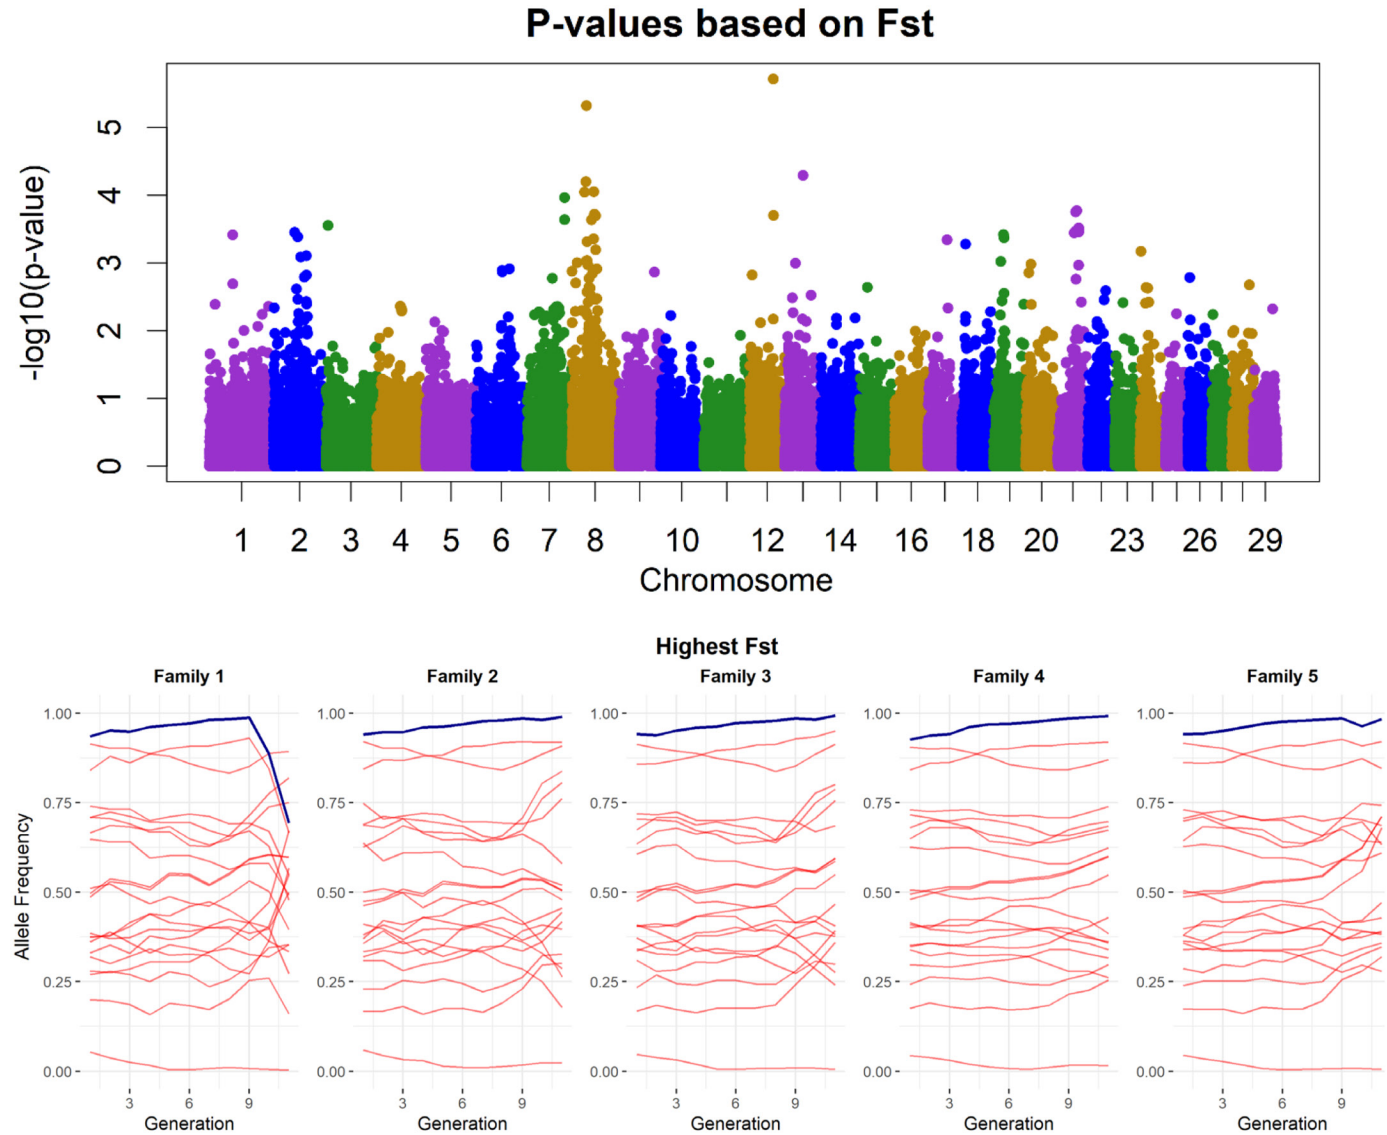 P-values based on Fst
-log10(p-value)
5
4
3
2
1
0
1 2 3 4 5 6 7 8 10 12 14 16 18 20 23 26 29
Chromosome
Highest Fst
Family 1 Family 2 Family 3 Family 4 Family 5
Allele Frequency
1.00 1.00 1.00 1.00 1.00
0.75 0.75 0.75 0.75 0.75
0.50 0.50 0.50 0.50 0.50
0.25 0.25 0.25 0.25 0.25
0.00 0.00 0.00 0.00 0.00
3 6 9 3 6 9 3 6 9 3 6 9 3 6 9
Generation Generation Generation Generation Generation